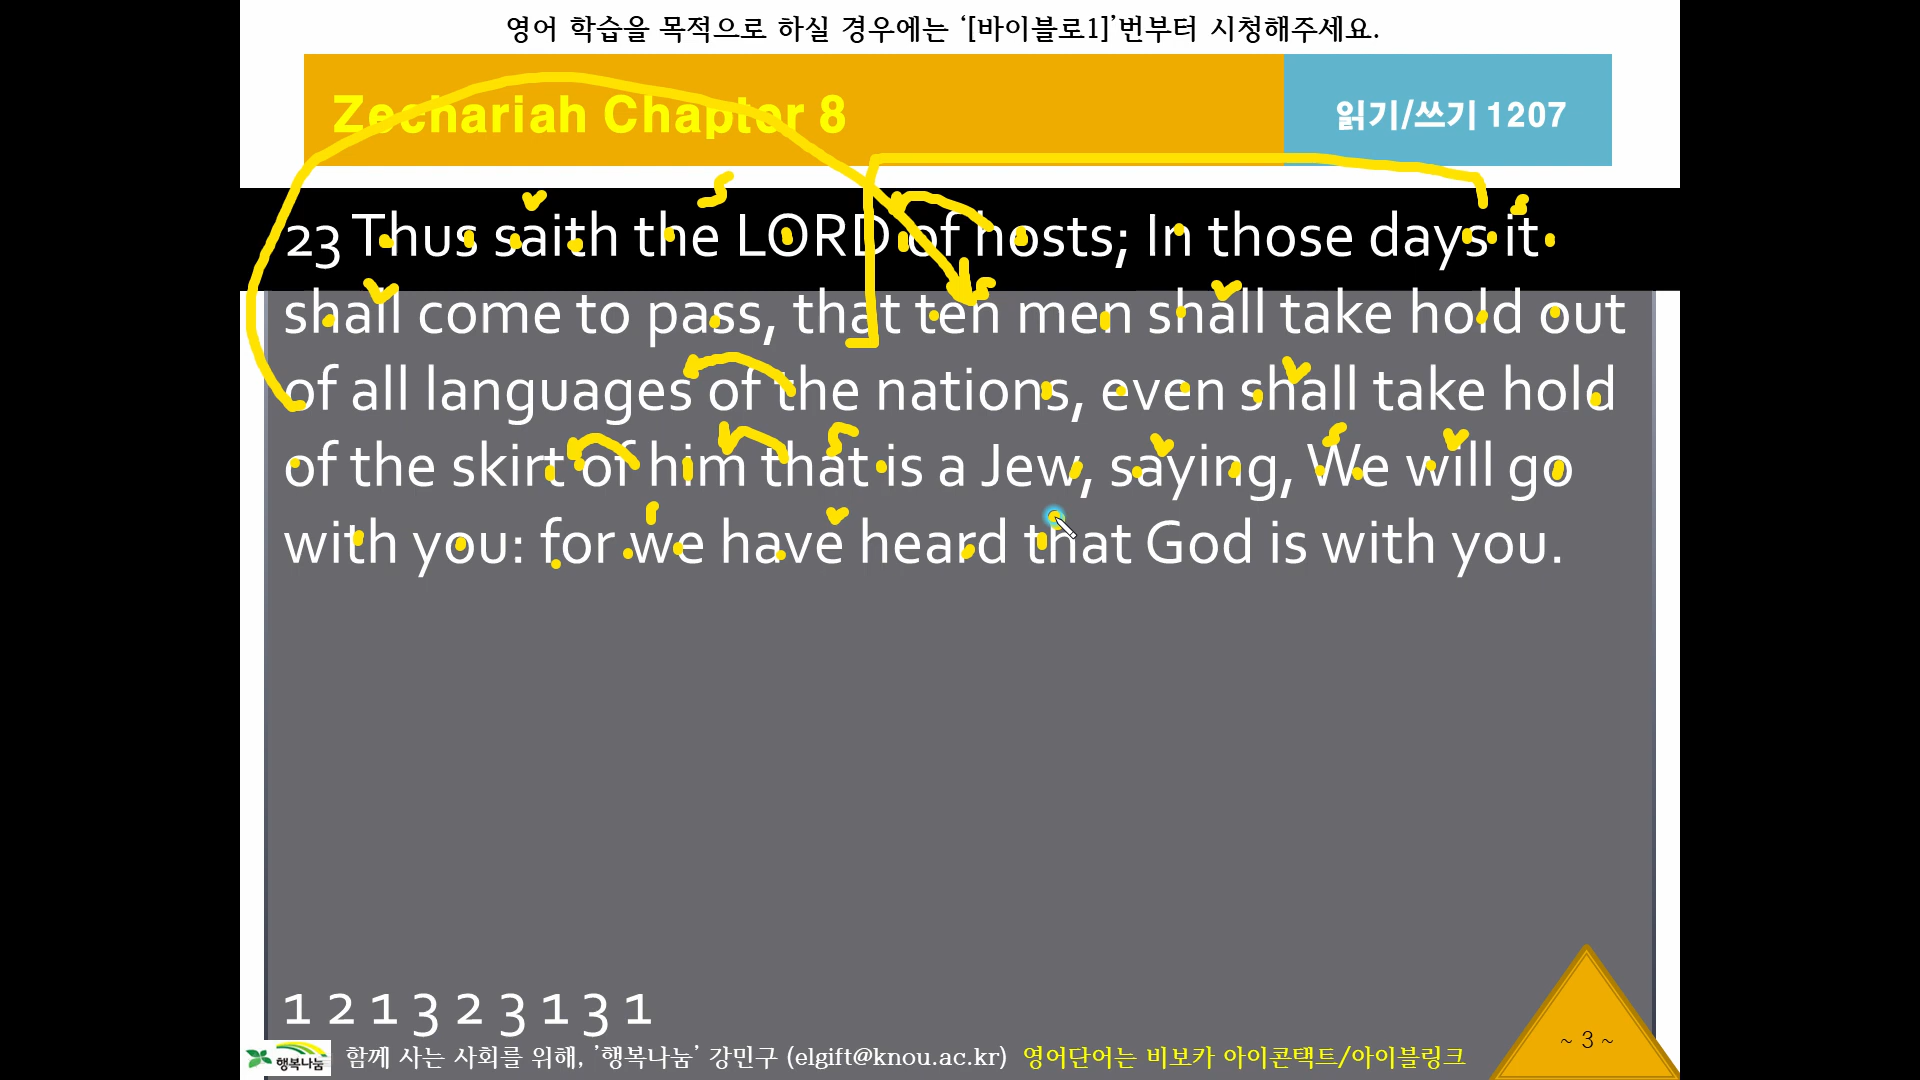 영어 학습을 목적으로 하실 경우에는 ‘[바이블로1]’번부터 시청해주세요.
Zechariah Chapter 8
읽기/쓰기 1207
23 Thus saith the LORD of hosts; In those days it
shall come to pass, that ten men shall take hold out
of all languages of the nations, even shall take hold
of the skirt of him that is a Jew, saying, We will go
with you: for we have heard that God is with you.
1 2 1 3 2 3 1 3 1
~ 3 ~
행복나눔 함께 사는 사회를 위해, ’행복나눔’ 강민구 (elgift@knou.ac.kr) 영어단어는 비보카 아이콘택트/아이블링크